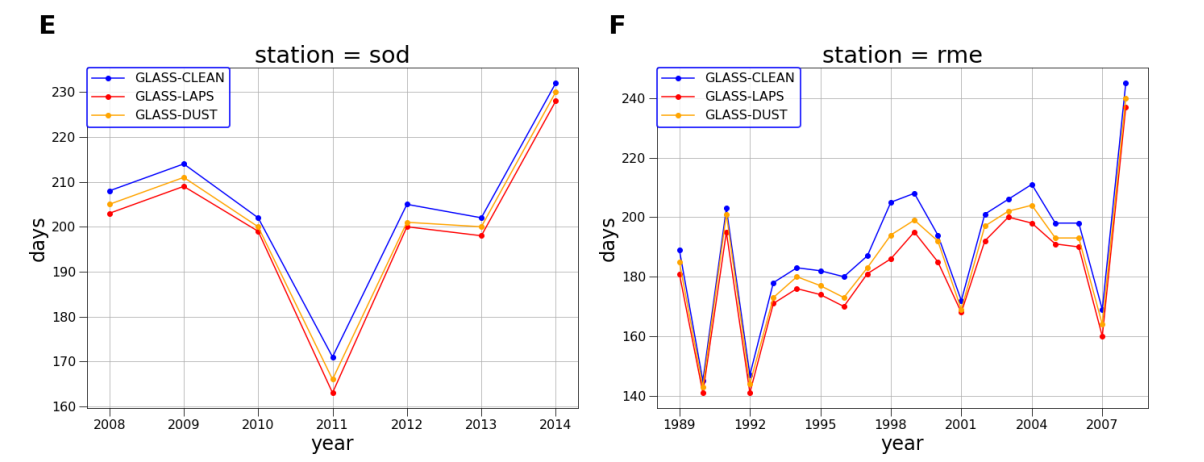 E
station = sod
GLASS-CLEAN
GLASS-LAPS
GLASS-DUST
230
220
210
200
190
180
170
160
days
2008 2009 2010 2011 2012 2013 2014
year
F
station = rme
GLASS-CLEAN
GLASS-LAPS
GLASS-DUST
240
220
200
180
160
140
days
1989 1992 1995 1998 2001 2004 2007
year